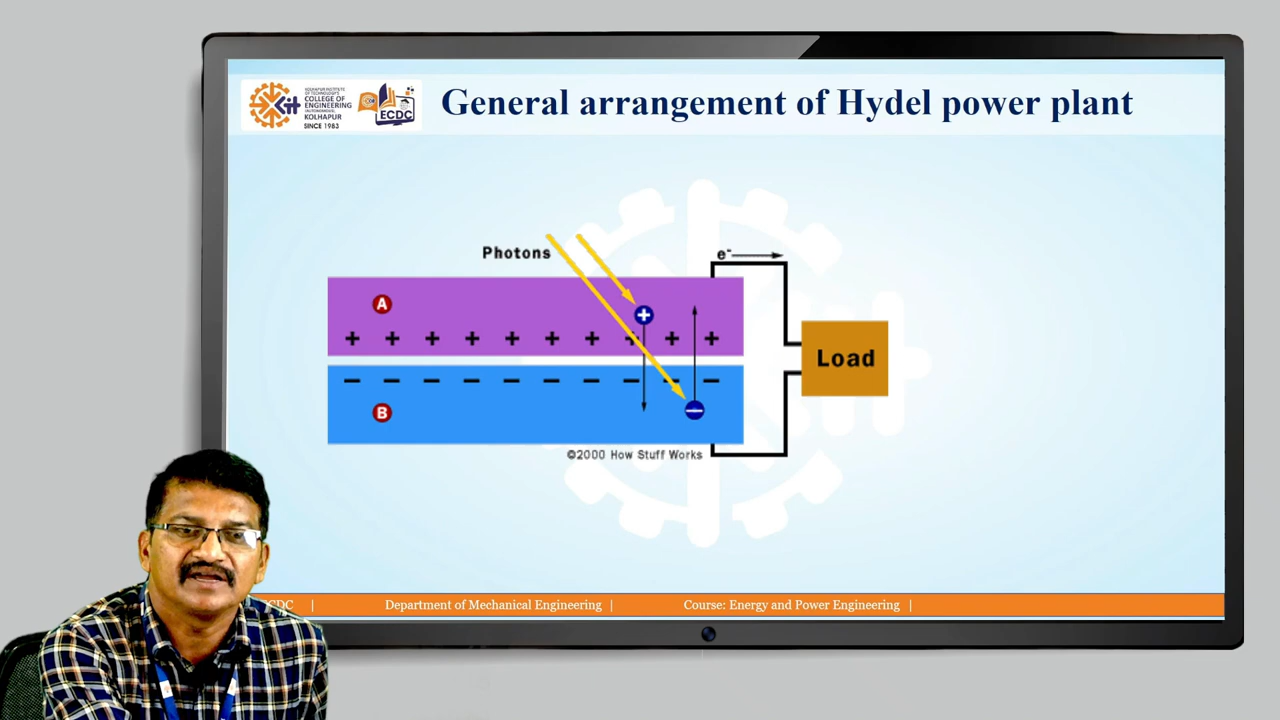 KOLHAPUR INSTITUTE
OF TECHNOLOGY'S
COLLEGE OF
ENGINEERING
(AUTONOMOUS),
KOLHAPUR
SINCE 1983
ECDC
General arrangement of Hydel power plant
Photons
e⁻
A
+ + + + + + + + + +
+
Load
− − − − − − − − − −
B
−
©2000 How Stuff Works
CDC | Department of Mechanical Engineering | Course: Energy and Power Engineering |